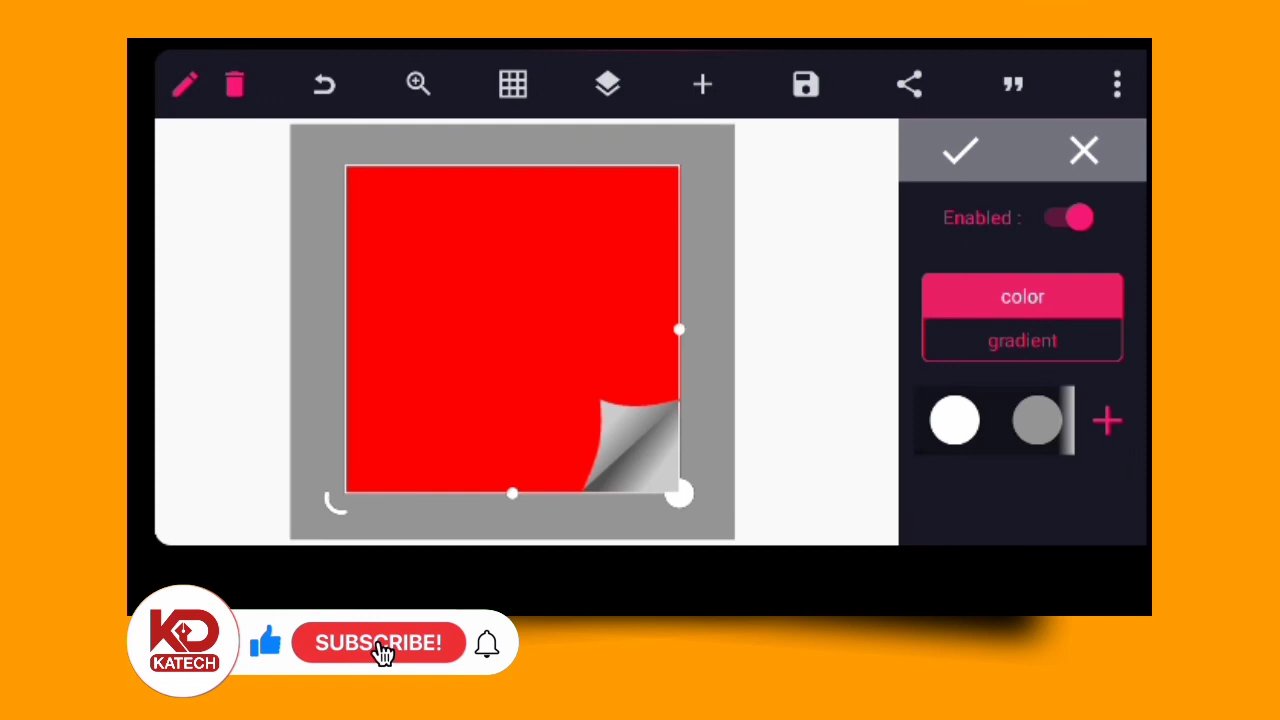 Enabled :
color
gradient
KD
KATECH
SUBSCRIBE!